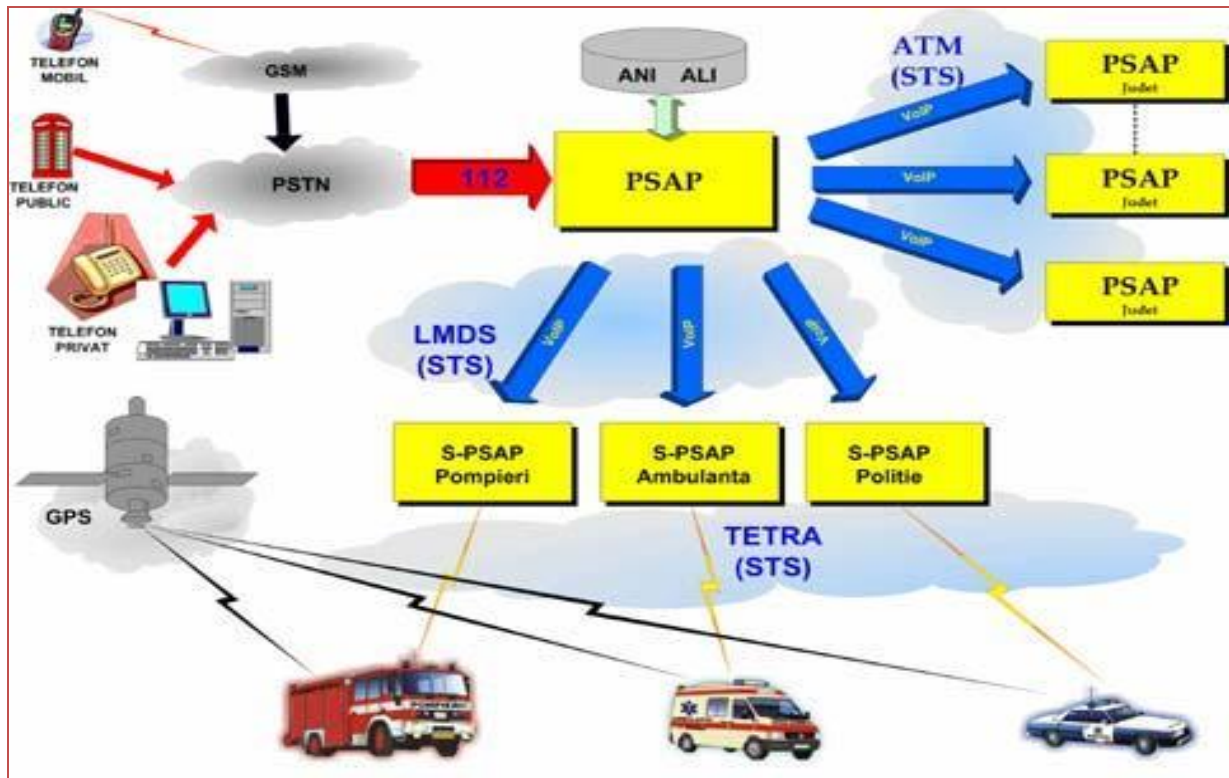 TELEFON
MOBIL
GSM
ANI ALI
ATM
(STS)
PSAP
Judet
TELEFON
PUBLIC
PSTN
112
PSAP
VoIP
VoIP
VoIP
PSAP
Judet
PSAP
Judet
TELEFON
PRIVAT
LMDS
(STS)
VoIP
VoIP
VoIP
S-PSAP
Pompieri
S-PSAP
Ambulanta
S-PSAP
Politie
GPS
TETRA
(STS)
POMPIERII